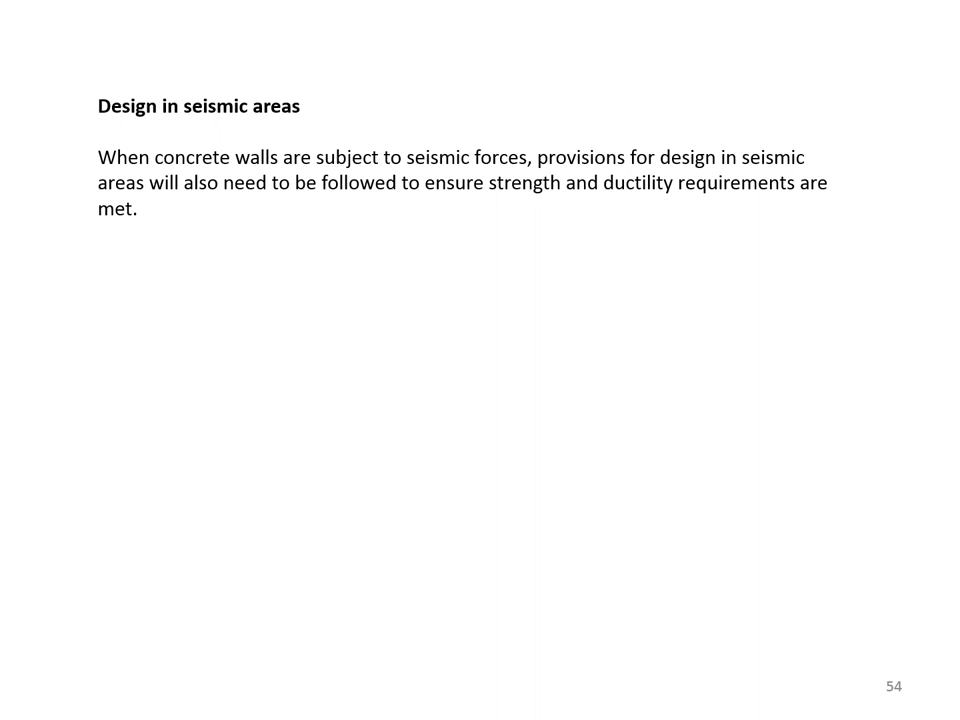 Design in seismic areas
When concrete walls are subject to seismic forces, provisions for design in seismic
areas will also need to be followed to ensure strength and ductility requirements are
met.
54